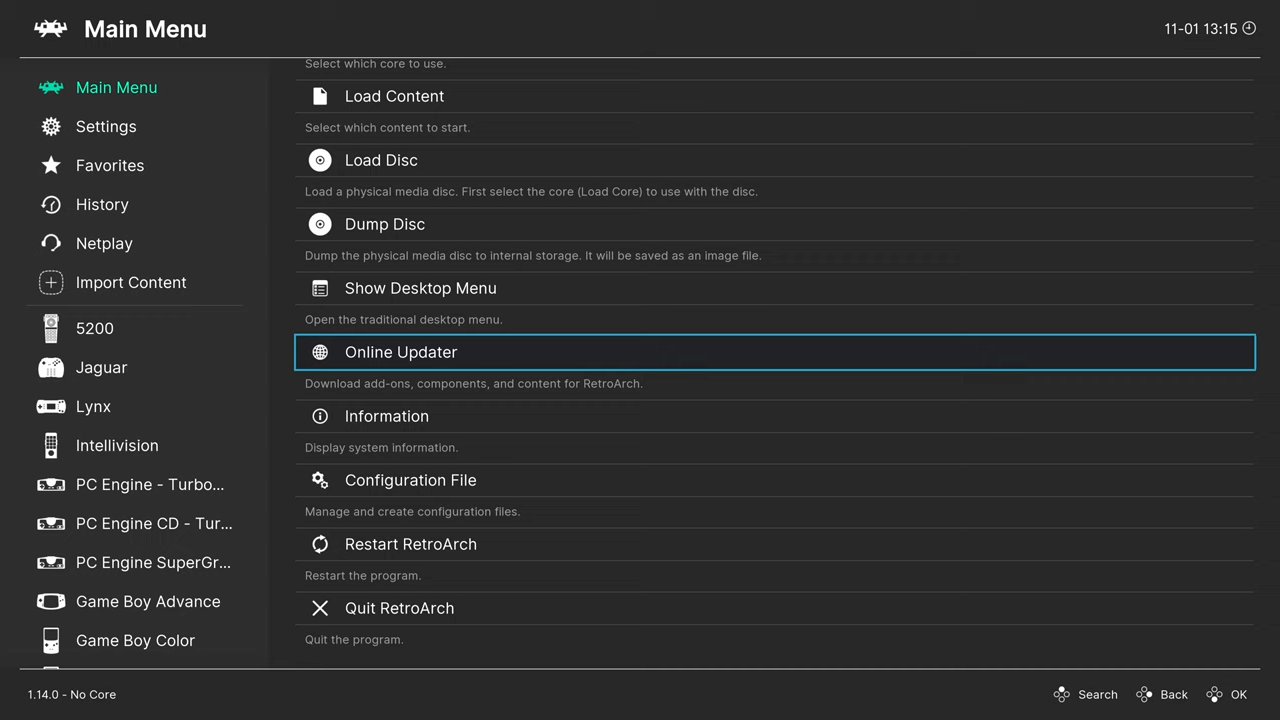 Main Menu
11-01 13:15
Main Menu
Settings
Favorites
History
Netplay
Import Content
5200
Jaguar
Lynx
Intellivision
PC Engine - Turbo...
PC Engine CD - Tur...
PC Engine SuperGr...
Game Boy Advance
Game Boy Color
Select which core to use.
Load Content
Select which content to start.
Load Disc
Load a physical media disc. First select the core (Load Core) to use with the disc.
Dump Disc
Dump the physical media disc to internal storage. It will be saved as an image file.
Show Desktop Menu
Open the traditional desktop menu.
Online Updater
Download add-ons, components, and content for RetroArch.
Information
Display system information.
Configuration File
Manage and create configuration files.
Restart RetroArch
Restart the program.
Quit RetroArch
Quit the program.
1.14.0 - No Core
Search
Back
OK